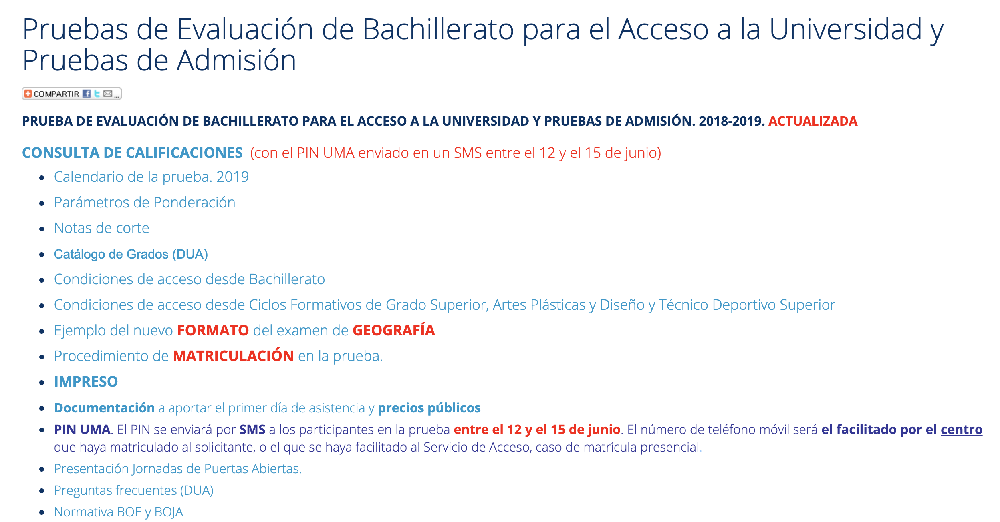 Pruebas de Evaluación de Bachillerato para el Acceso a la Universidad y
Pruebas de Admisión
COMPARTIR ...
PRUEBA DE EVALUACIÓN DE BACHILLERATO PARA EL ACCESO A LA UNIVERSIDAD Y PRUEBAS DE ADMISIÓN. 2018-2019. ACTUALIZADA
CONSULTA DE CALIFICACIONES_(con el PIN UMA enviado en un SMS entre el 12 y el 15 de junio)
Calendario de la prueba. 2019
Parámetros de Ponderación
Notas de corte
Catálogo de Grados (DUA)
Condiciones de acceso desde Bachillerato
Condiciones de acceso desde Ciclos Formativos de Grado Superior, Artes Plásticas y Diseño y Técnico Deportivo Superior
Ejemplo del nuevo FORMATO del examen de GEOGRAFÍA
Procedimiento de MATRICULACIÓN en la prueba.
IMPRESO
Documentación a aportar el primer día de asistencia y precios públicos
PIN UMA. El PIN se enviará por SMS a los participantes en la prueba entre el 12 y el 15 de junio. El número de teléfono móvil será el facilitado por el centro
que haya matriculado al solicitante, o el que se haya facilitado al Servicio de Acceso, caso de matrícula presencial.
Presentación Jornadas de Puertas Abiertas.
Preguntas frecuentes (DUA)
Normativa BOE y BOJA